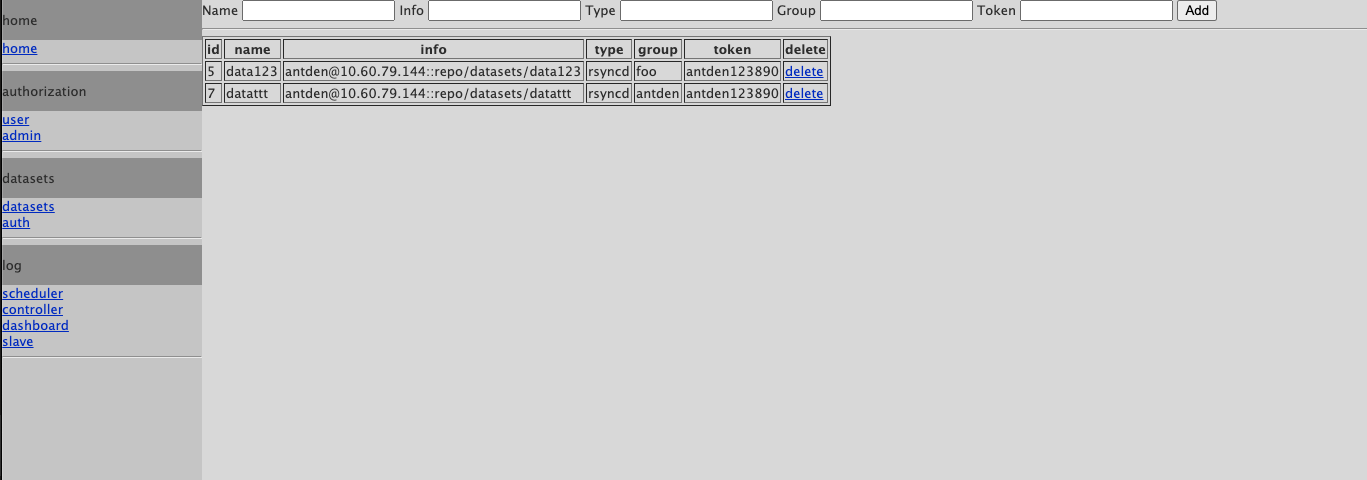 home
home
authorization
user
admin
datasets
datasets
auth
log
scheduler
controller
dashboard
slave
Name Info Type Group Token Add
id name info type group token delete
5 data123 antden@10.60.79.144::repo/datasets/data123 rsyncd foo antden123890 delete
7 datattt antden@10.60.79.144::repo/datasets/datattt rsyncd antden antden123890 delete